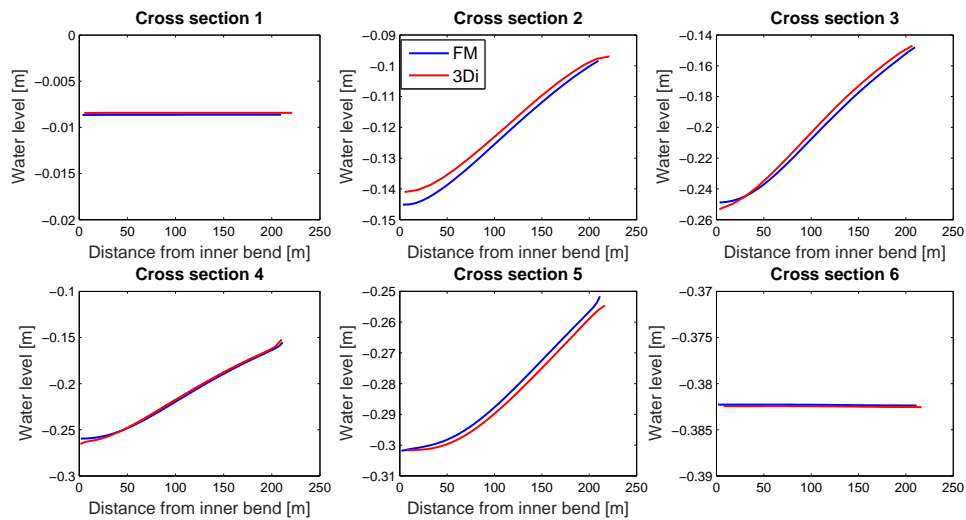 Cross section 1
Water level [m]
0
−0.005
−0.01
−0.015
−0.02
0 50 100 150 200 250
Distance from inner bend [m]
Cross section 2
Water level [m]
−0.09
−0.1
−0.11
−0.12
−0.13
−0.14
−0.15
FM
3Di
0 50 100 150 200 250
Distance from inner bend [m]
Cross section 3
Water level [m]
−0.14
−0.16
−0.18
−0.2
−0.22
−0.24
−0.26
0 50 100 150 200 250
Distance from inner bend [m]
Cross section 4
Water level [m]
−0.1
−0.15
−0.2
−0.25
−0.3
0 50 100 150 200 250
Distance from inner bend [m]
Cross section 5
Water level [m]
−0.25
−0.26
−0.27
−0.28
−0.29
−0.3
−0.31
0 50 100 150 200 250
Distance from inner bend [m]
Cross section 6
Water level [m]
−0.37
−0.375
−0.38
−0.385
−0.39
0 50 100 150 200 250
Distance from inner bend [m]